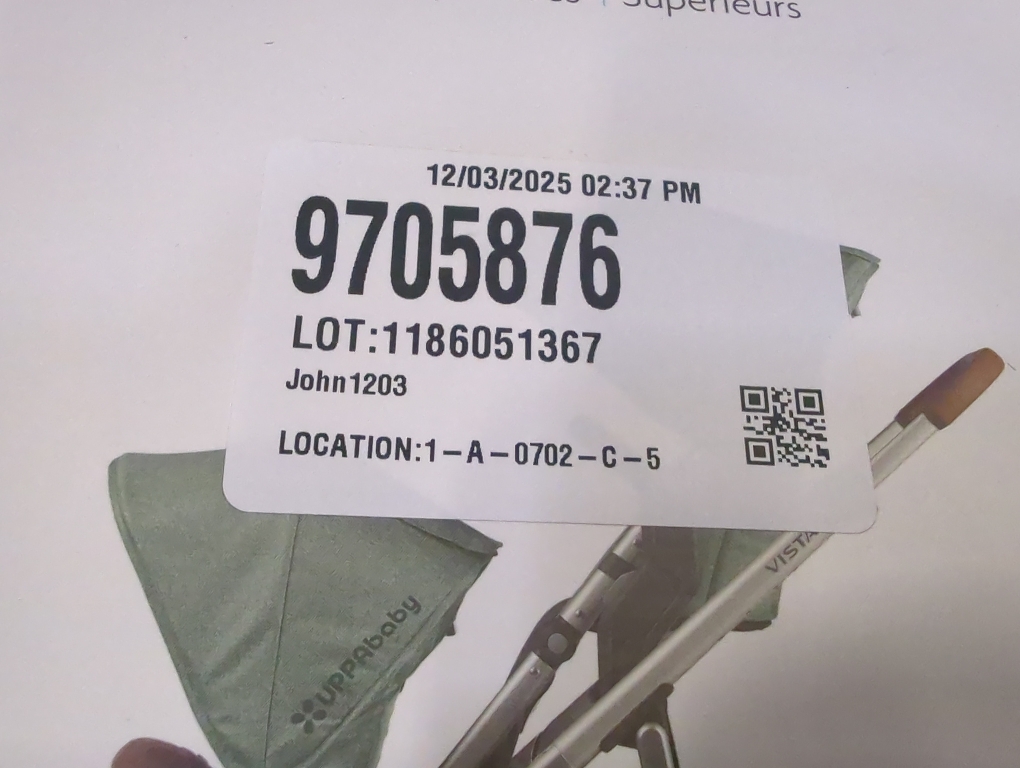 Supérieurs
12/03/2025 02:37 PM
9705876
LOT:1186051367
John1203
LOCATION:1-A-0702-C-5
VISTA
UPPAbaby